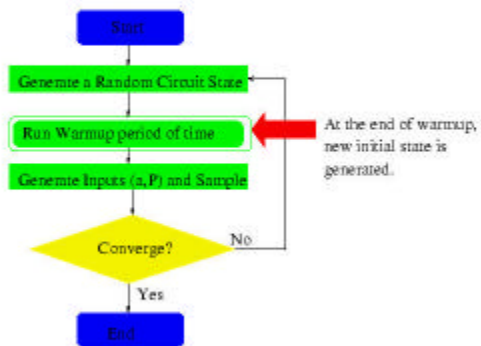 Start
Generate a Random Circuit State
Run Warmup period of time
At the end of warmup,
new initial state is
generated.
Generate Inputs (a,P) and Sample
Converge?
No
Yes
End